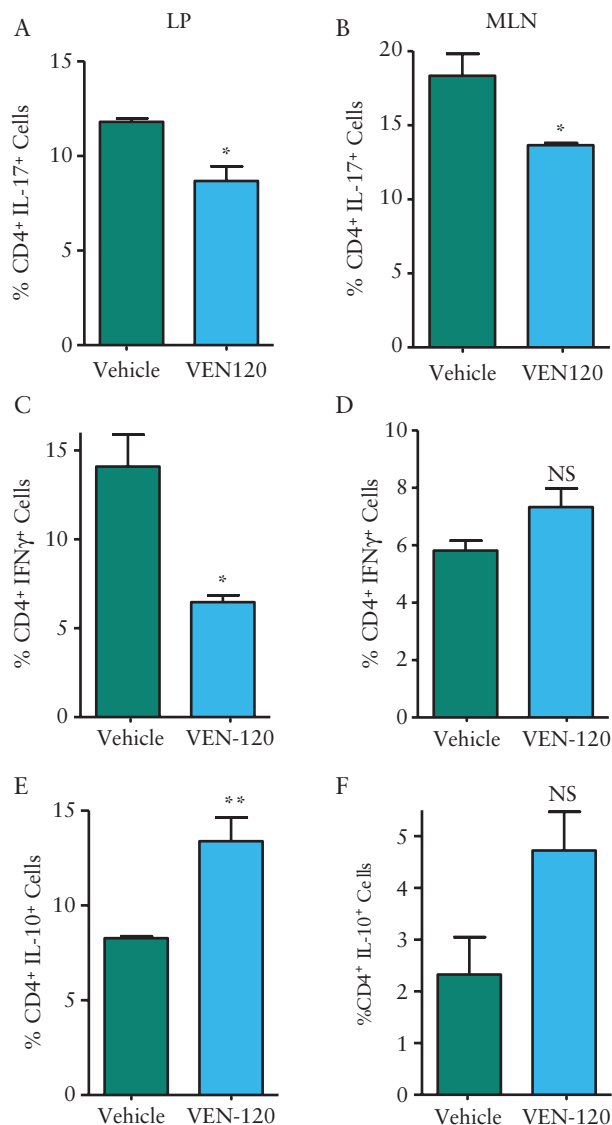 LP
MLN
A
% CD4+ IL-17+ Cells
20
15
10
5
0
*
Vehicle VEN120
B
% CD4+ IL-17+ Cells
20
15
10
5
0
*
Vehicle VEN120
C
% CD4+ IFNγ+ Cells
15
10
5
0
*
Vehicle VEN-120
D
% CD4+ IFNγ+ Cells
10
8
6
4
2
0
NS
Vehicle VEN-120
E
% CD4+ IL-10+ Cells
15
10
5
0
**
Vehicle VEN-120
F
%CD4+ IL-10+ Cells
5
4
3
2
1
0
NS
Vehicle VEN-120